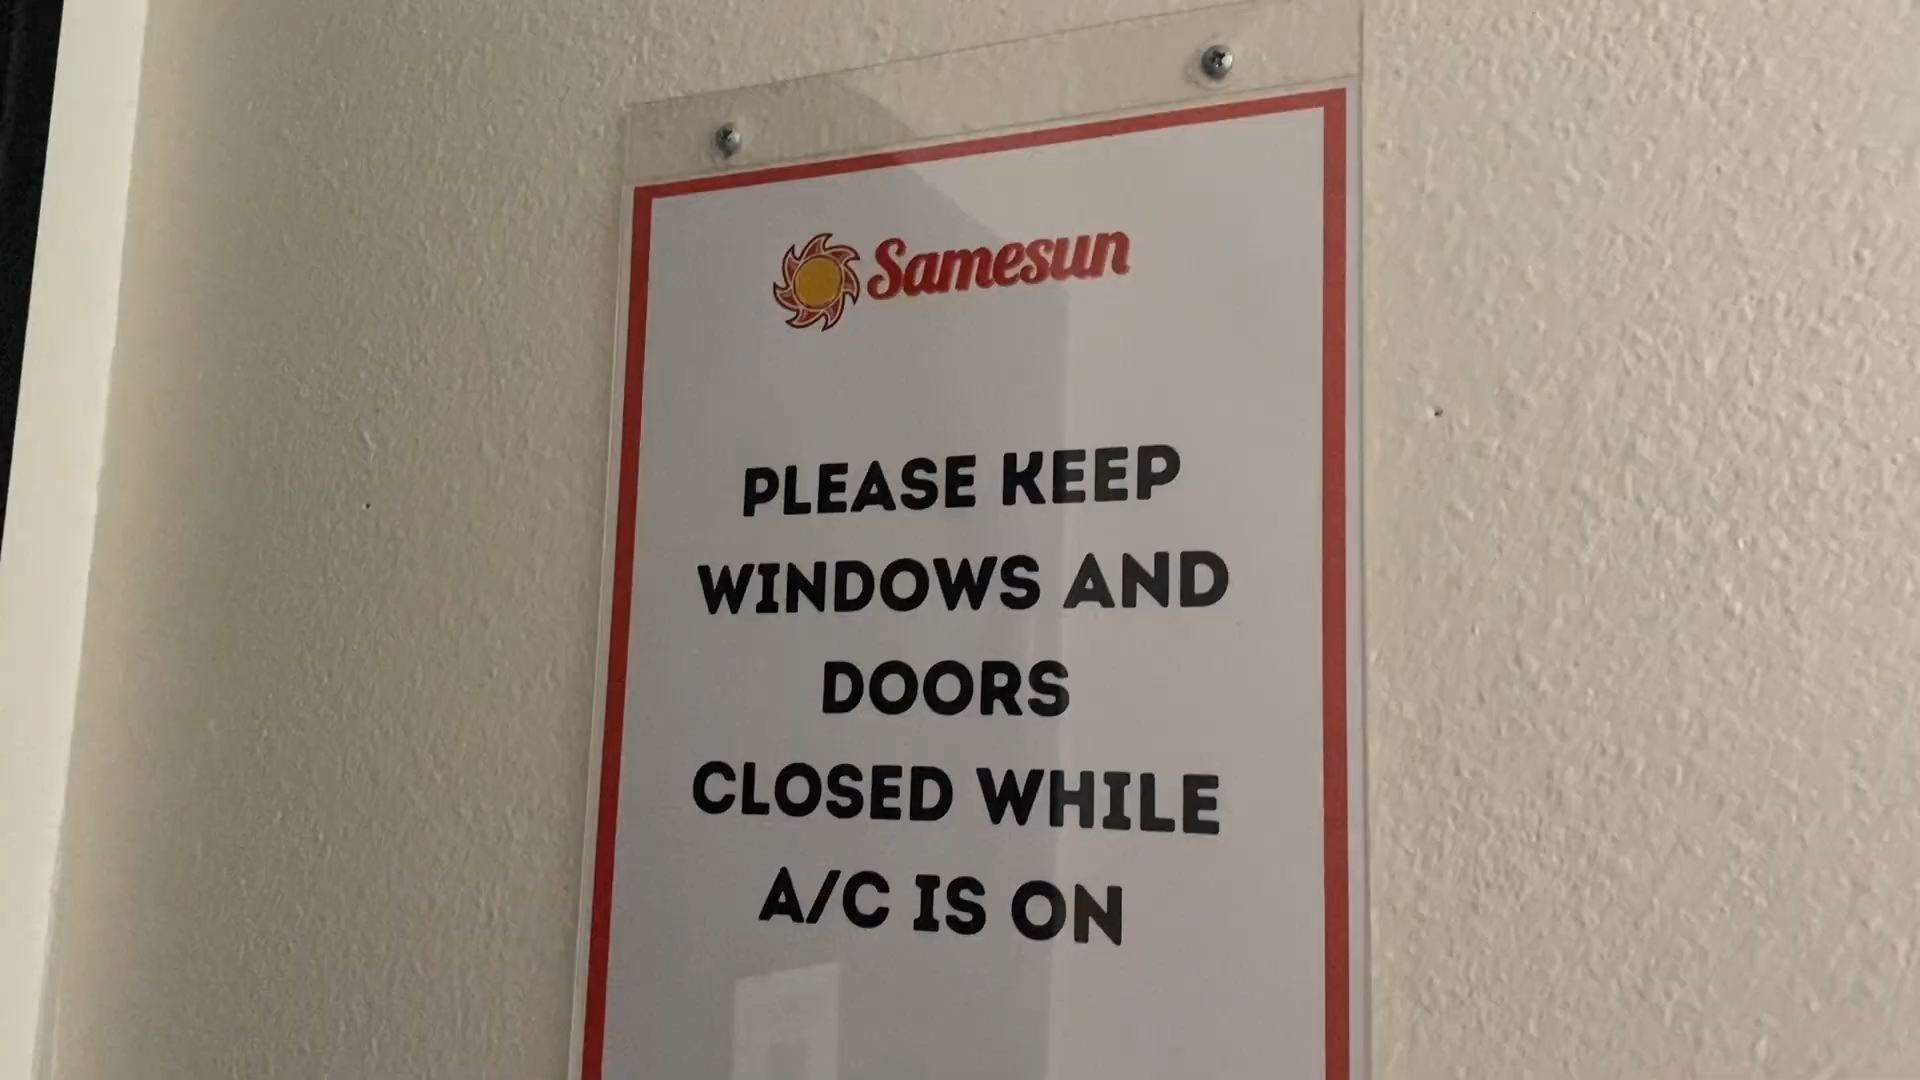 Samesun
PLEASE KEEP
WINDOWS AND
DOORS
CLOSED WHILE
A/C IS ON